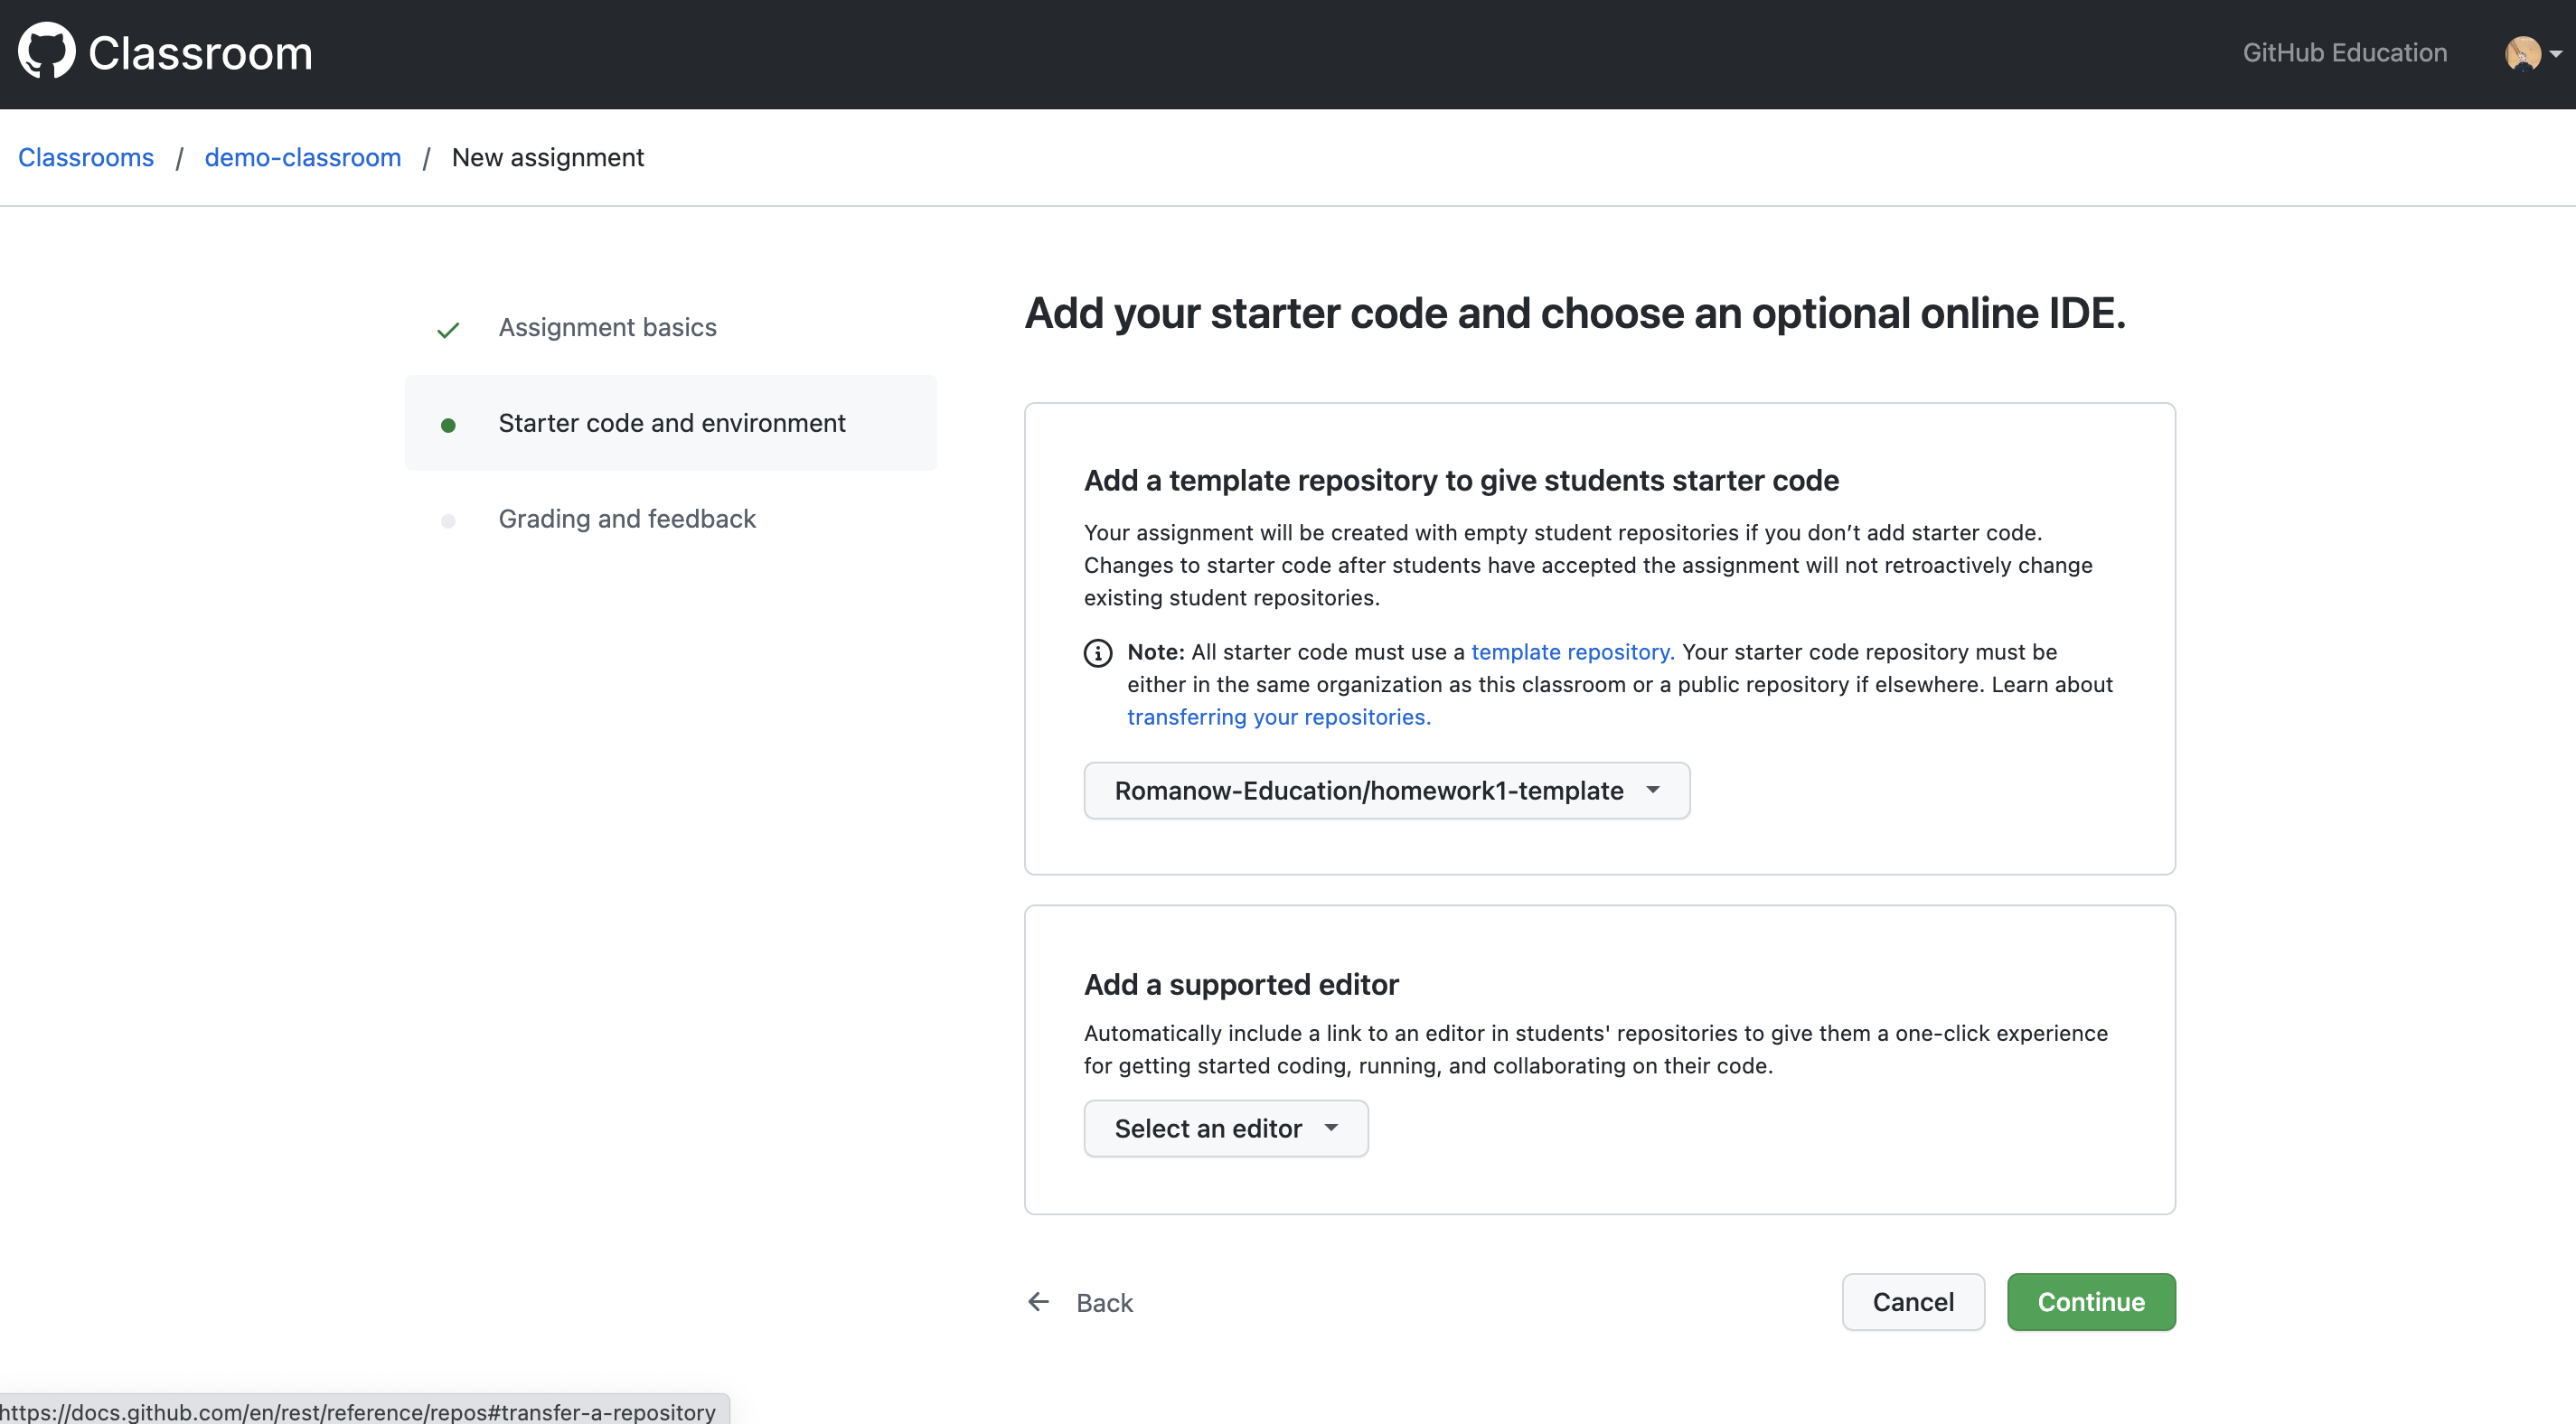 Classroom
GitHub Education
Classrooms / demo-classroom / New assignment
Assignment basics
Starter code and environment
Grading and feedback
Add your starter code and choose an optional online IDE.
Add a template repository to give students starter code
Your assignment will be created with empty student repositories if you don’t add starter code.
Changes to starter code after students have accepted the assignment will not retroactively change
existing student repositories.
Note: All starter code must use a template repository. Your starter code repository must be
either in the same organization as this classroom or a public repository if elsewhere. Learn about
transferring your repositories.
Romanow-Education/homework1-template
Add a supported editor
Automatically include a link to an editor in students' repositories to give them a one-click experience
for getting started coding, running, and collaborating on their code.
Select an editor
Back
Cancel
Continue
https://docs.github.com/en/rest/reference/repos#transfer-a-repository